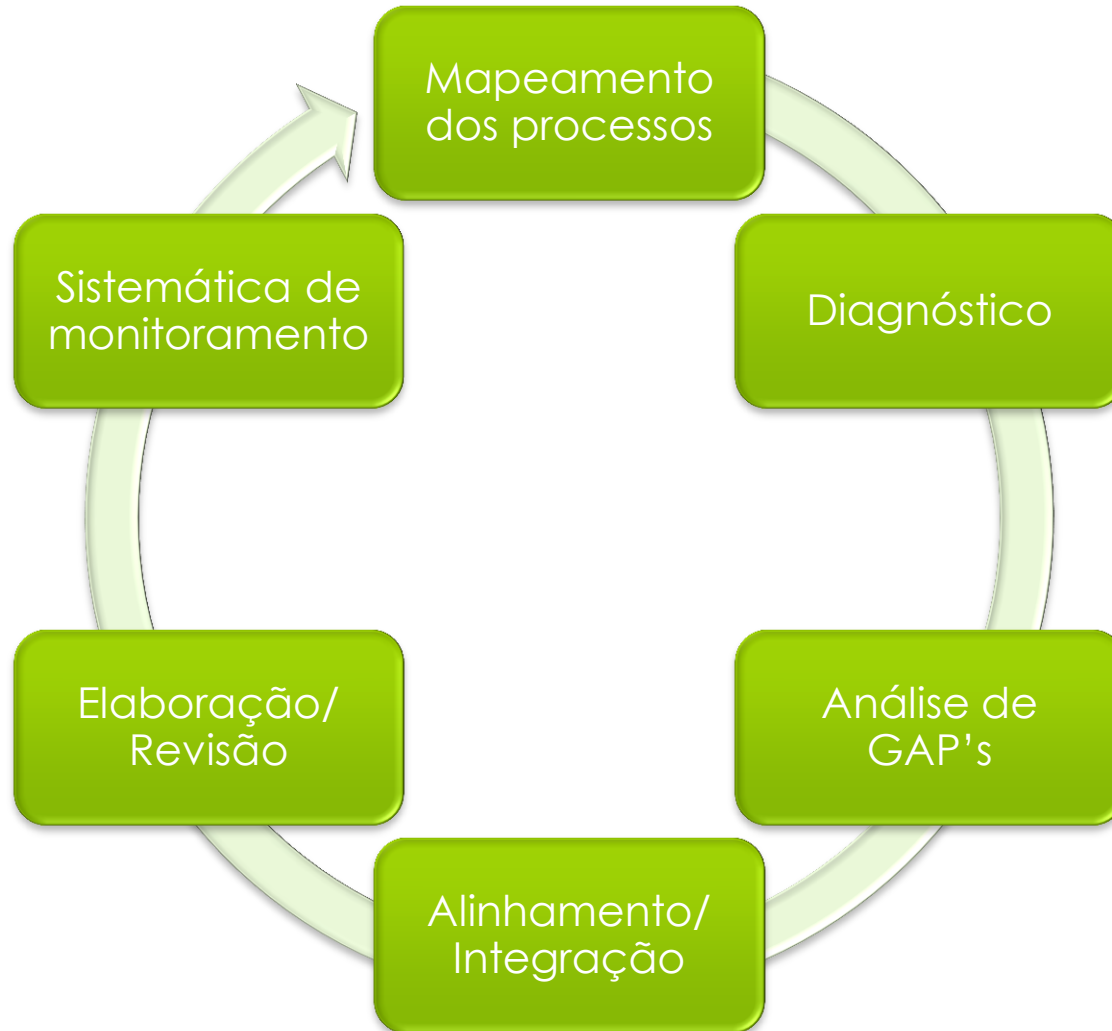 Mapeamento
dos processos
Diagnóstico
Análise de
GAP’s
Alinhamento/
Integração
Elaboração/
Revisão
Sistemática de
monitoramento